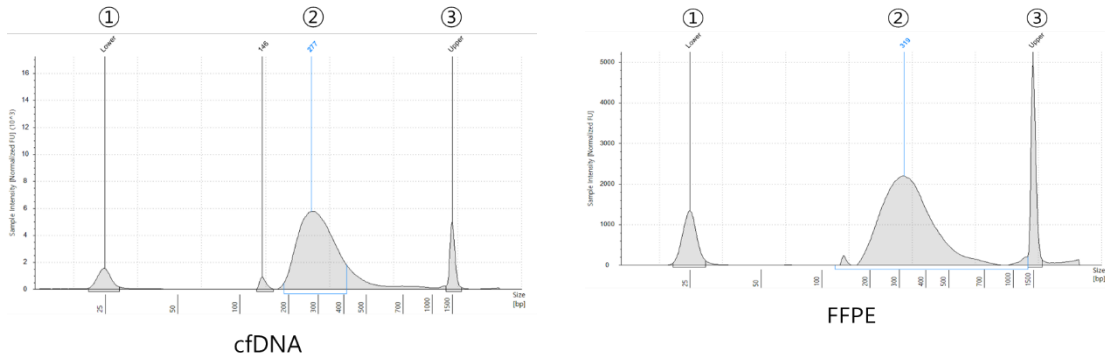 ① ② ③
Lower 146 277 Upper
Sample Intensity [Normalized FU] (10^3)
16
14
12
10
8
6
4
2
0
25 50 100 200 300 400 500 700 1000 1500 Size [bp]
cfDNA
① ② ③
Lower 319 Upper
Sample Intensity [Normalized FU]
5000
4000
3000
2000
1000
0
25 50 100 200 300 400 500 700 1000 1500 Size [bp]
FFPE